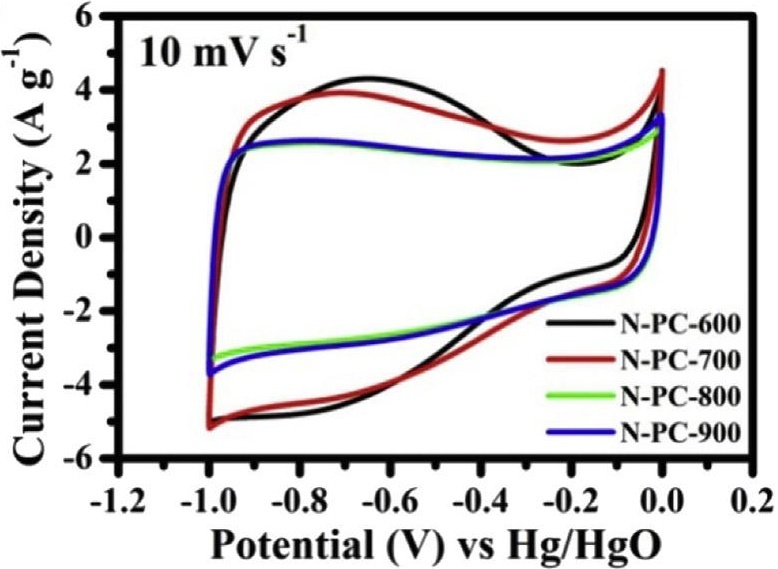 10 mV s⁻¹
Current Density (A g⁻¹)
6
4
2
0
-2
-4
-6
N-PC-600
N-PC-700
N-PC-800
N-PC-900
-1.2 -1.0 -0.8 -0.6 -0.4 -0.2 0.0 0.2
Potential (V) vs Hg/HgO